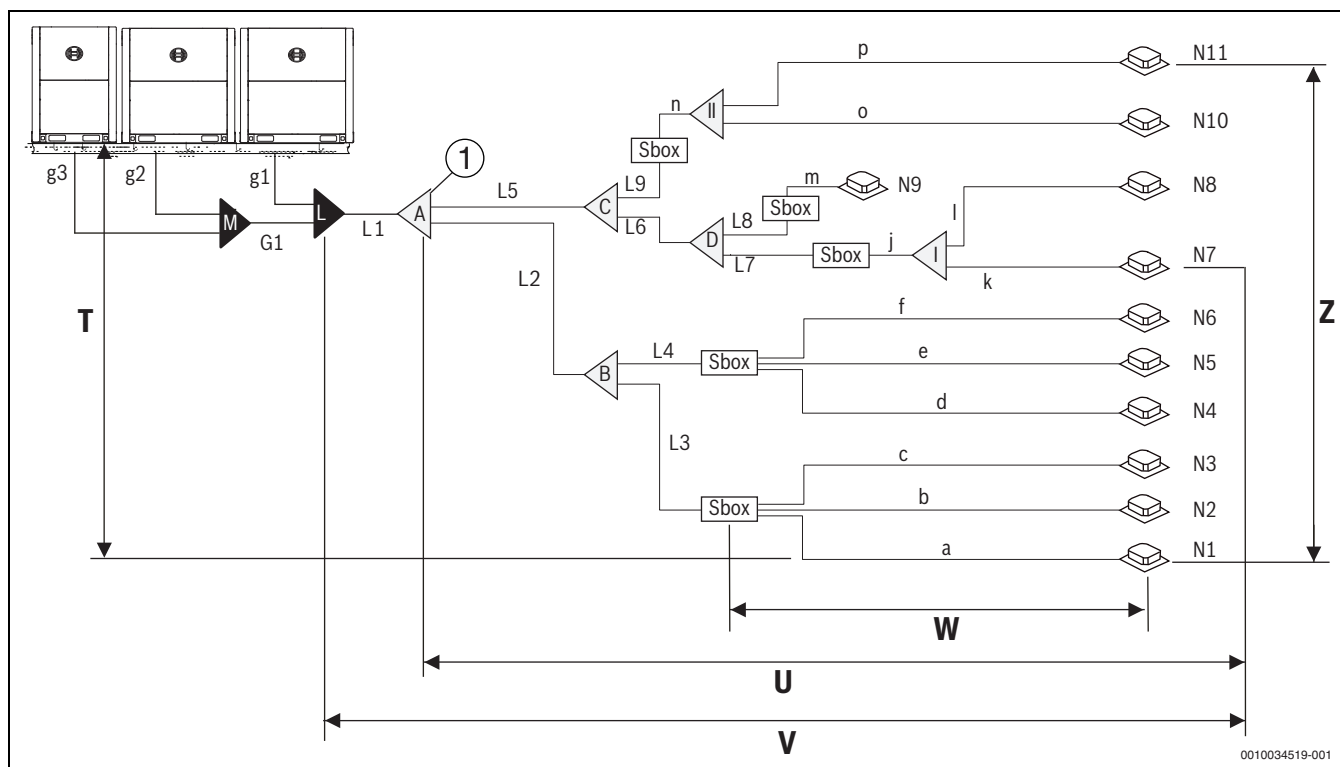 p
N11
n
II
o
N10
Sbox
g3
g2
g1
1
L9
m
N9
N8
L5
C
Sbox
l
M
L
A
L6
L8
G1
L1
D
j
I
N7
L7
Sbox
k
L2
T
Z
f
N6
L4
Sbox
e
N5
B
d
N4
L3
c
N3
Sbox
b
N2
a
N1
W
U
V
0010034519-001